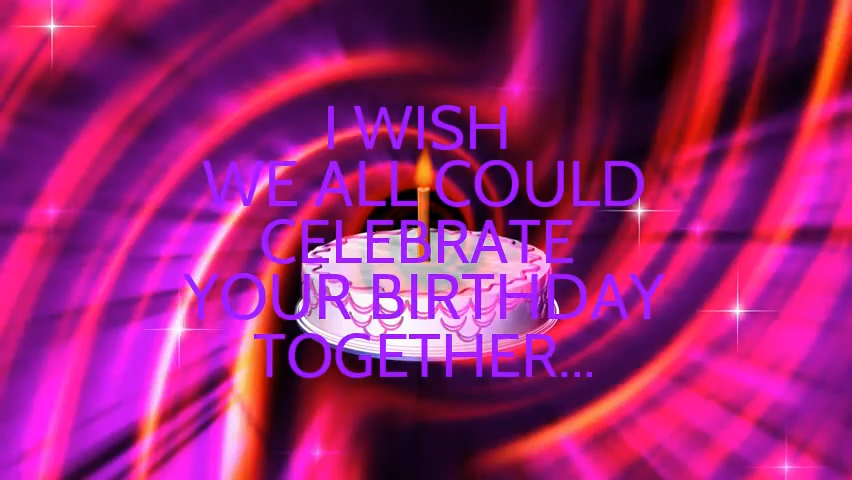 I WISH
WE ALL COULD
CELEBRATE
YOUR BIRTHDAY
TOGETHER...